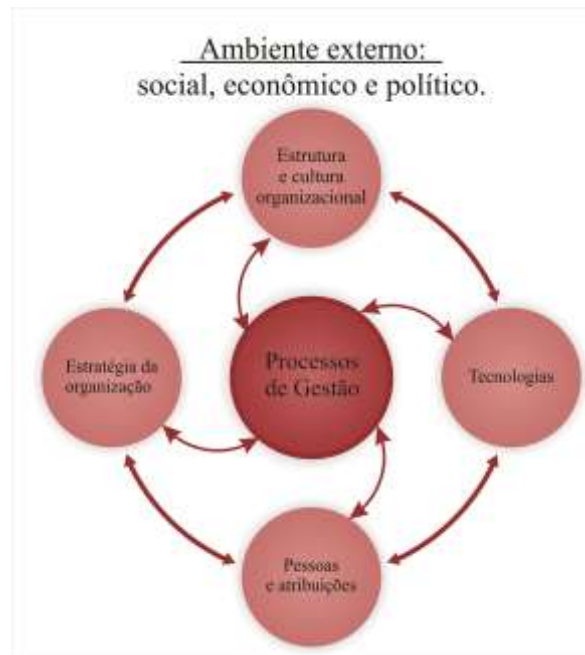 Ambiente externo:
social, econômico e político.
Estrutura
e cultura
organizacional
Estratégia da
organização
Processos
de Gestão
Tecnologias
Pessoas
e atribuições